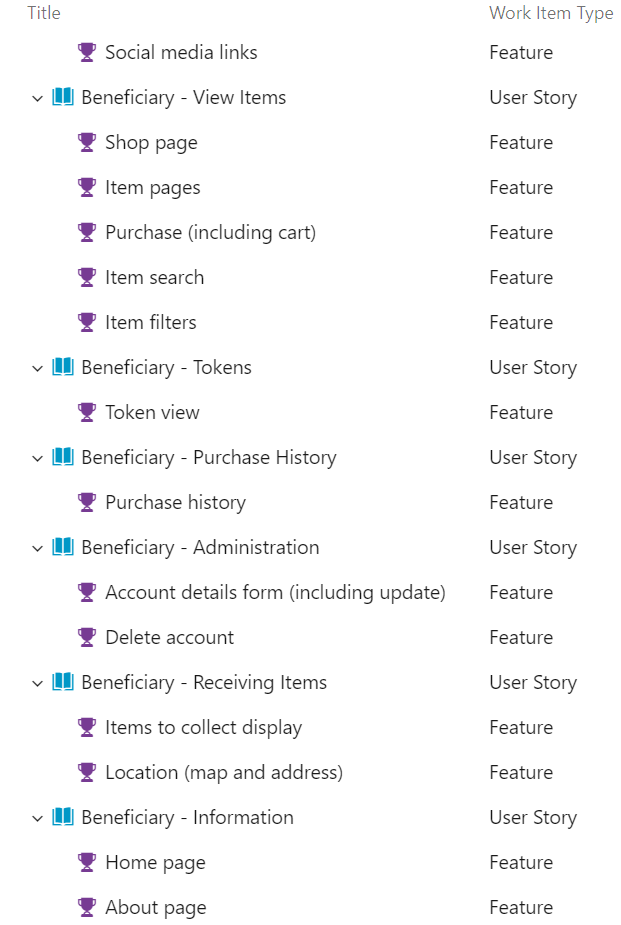 Title Work Item Type
Social media links Feature
Beneficiary - View Items User Story
Shop page Feature
Item pages Feature
Purchase (including cart) Feature
Item search Feature
Item filters Feature
Beneficiary - Tokens User Story
Token view Feature
Beneficiary - Purchase History User Story
Purchase history Feature
Beneficiary - Administration User Story
Account details form (including update) Feature
Delete account Feature
Beneficiary - Receiving Items User Story
Items to collect display Feature
Location (map and address) Feature
Beneficiary - Information User Story
Home page Feature
About page Feature